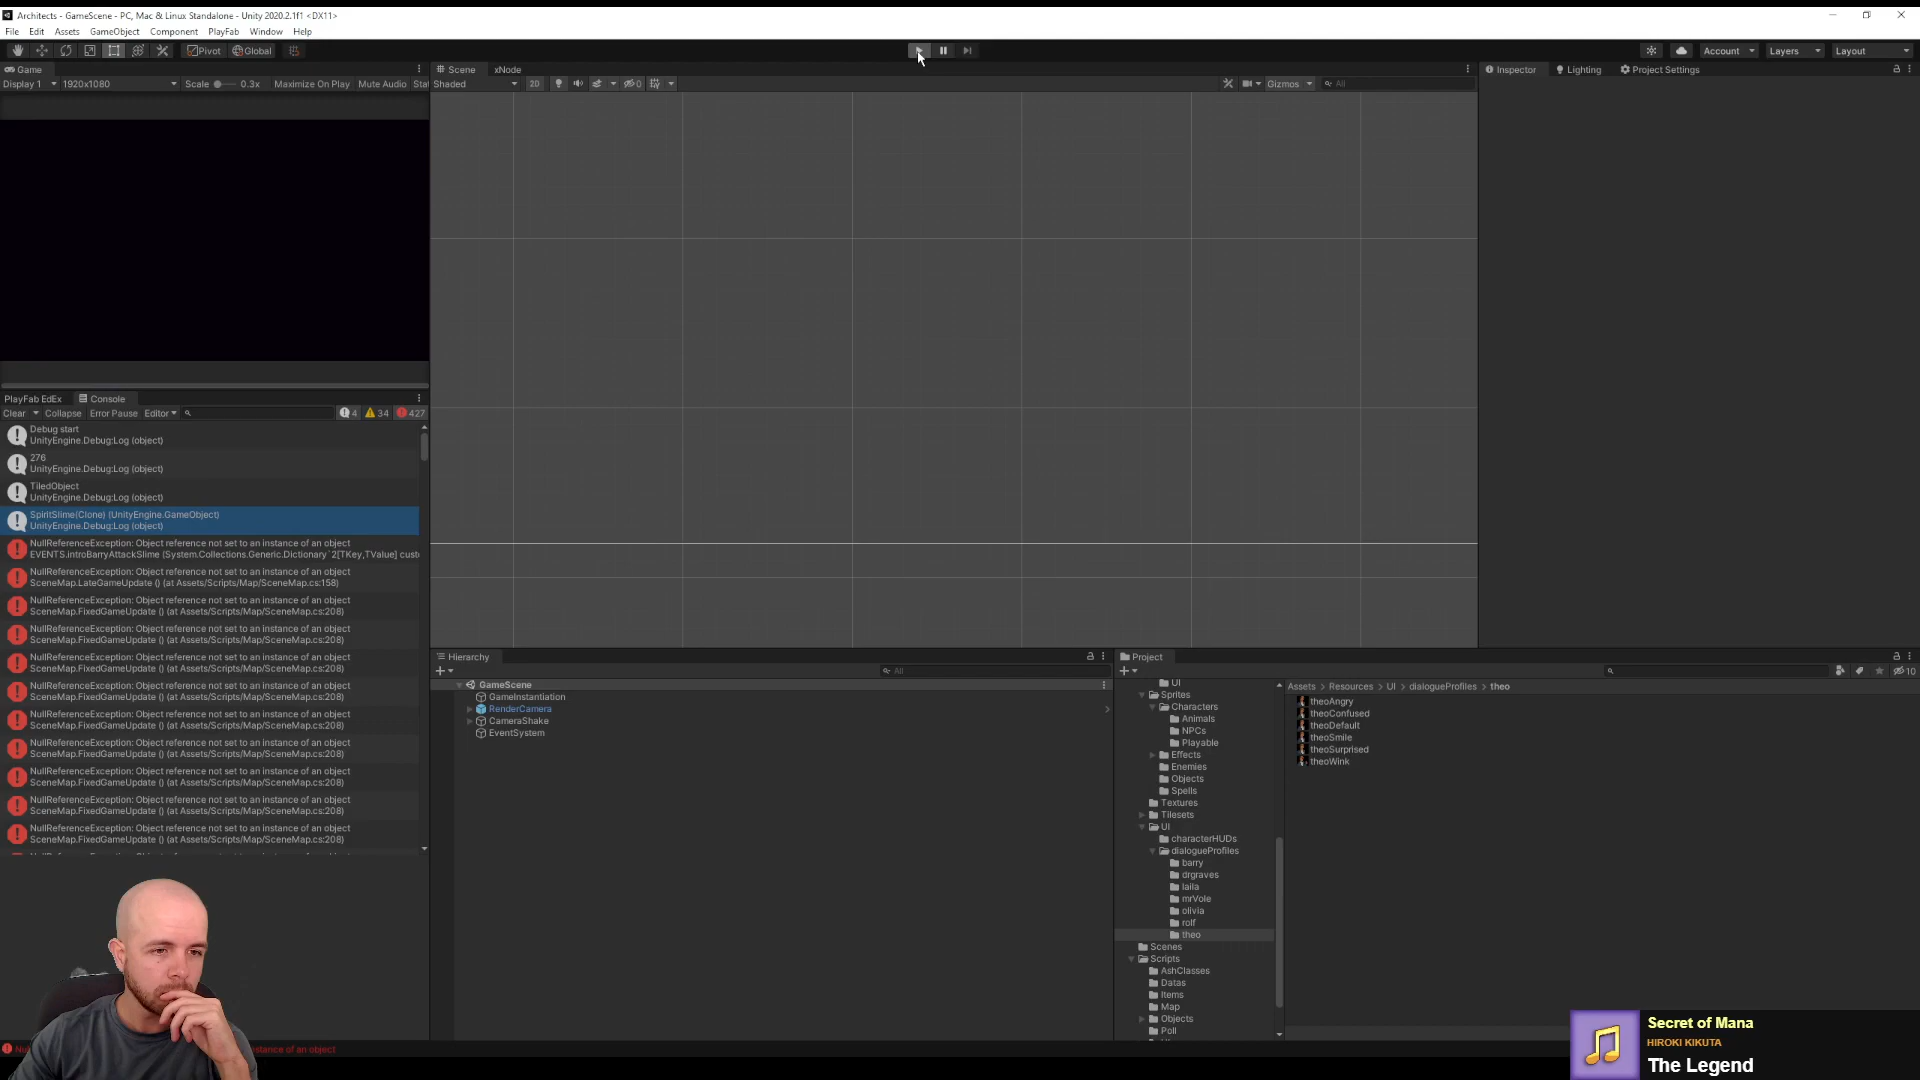 Architects - GameScene - PC, Mac & Linux Standalone - Unity 2020.2.1f1 <DX11>
File Edit Assets GameObject Component PlayFab Window Help
Pivot Global Account Layers Layout
Game
Display 1 1920x1080 Scale 0.3x Maximize On Play Mute Audio Stat
Scene xNode
Shaded 2D 0 Gizmos All
Inspector Lighting Project Settings
PlayFab EdEx Console
Clear Collapse Error Pause Editor 4 34 427
Debug start
UnityEngine.Debug:Log (object)
276
UnityEngine.Debug:Log (object)
TiledObject
UnityEngine.Debug:Log (object)
SpiritSlime(Clone) (UnityEngine.GameObject)
UnityEngine.Debug:Log (object)
NullReferenceException: Object reference not set to an instance of an object
EVENTS.introBarryAttackSlime (System.Collections.Generic.Dictionary`2[TKey,TValue] cust
NullReferenceException: Object reference not set to an instance of an object
SceneMap.LateGameUpdate () (at Assets/Scripts/Map/SceneMap.cs:158)
NullReferenceException: Object reference not set to an instance of an object
SceneMap.FixedGameUpdate () (at Assets/Scripts/Map/SceneMap.cs:208)
NullReferenceException: Object reference not set to an instance of an object
SceneMap.FixedGameUpdate () (at Assets/Scripts/Map/SceneMap.cs:208)
NullReferenceException: Object reference not set to an instance of an object
SceneMap.FixedGameUpdate () (at Assets/Scripts/Map/SceneMap.cs:208)
NullReferenceException: Object reference not set to an instance of an object
SceneMap.FixedGameUpdate () (at Assets/Scripts/Map/SceneMap.cs:208)
NullReferenceException: Object reference not set to an instance of an object
SceneMap.FixedGameUpdate () (at Assets/Scripts/Map/SceneMap.cs:208)
NullReferenceException: Object reference not set to an instance of an object
SceneMap.FixedGameUpdate () (at Assets/Scripts/Map/SceneMap.cs:208)
NullReferenceException: Object reference not set to an instance of an object
SceneMap.FixedGameUpdate () (at Assets/Scripts/Map/SceneMap.cs:208)
NullReferenceException: Object reference not set to an instance of an object
SceneMap.FixedGameUpdate () (at Assets/Scripts/Map/SceneMap.cs:208)
NullReferenceException: Object reference not set to an instance of an object
SceneMap.FixedGameUpdate () (at Assets/Scripts/Map/SceneMap.cs:208)
stance of an object
Hierarchy
All
GameScene
GameInstantiation
RenderCamera
CameraShake
EventSystem
Project
10
UI
Sprites
Characters
Animals
NPCs
Playable
Effects
Enemies
Objects
Spells
Textures
Tilesets
UI
characterHUDs
dialogueProfiles
barry
drgraves
laila
mrVole
olivia
rolf
theo
Scenes
Scripts
AshClasses
Datas
Items
Map
Objects
Poll
Assets > Resources > UI > dialogueProfiles > theo
theoAngry
theoConfused
theoDefault
theoSmile
theoSurprised
theoWink
Secret of Mana
HIROKI KIKUTA
The Legend